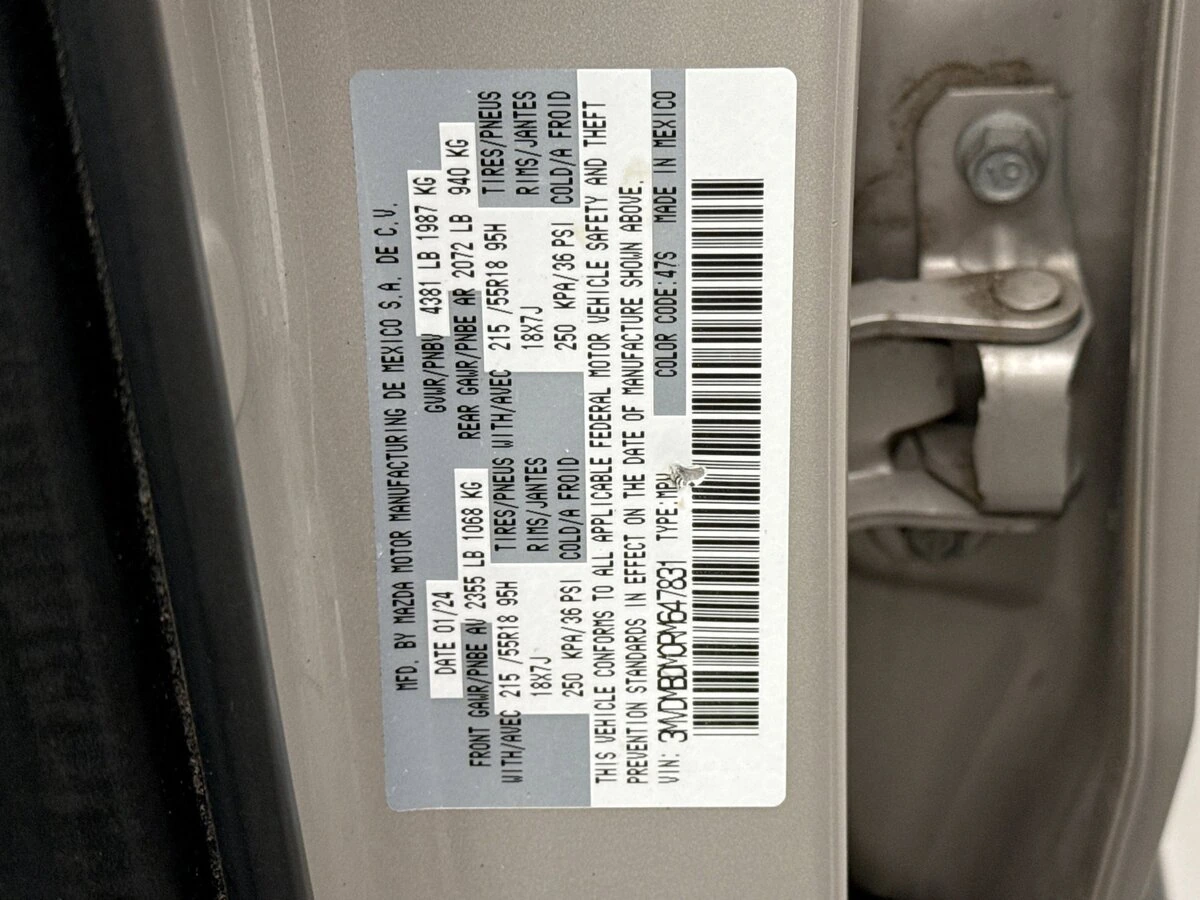 MFD. BY MAZDA MOTOR MANUFACTURING DE MEXICO S.A. DE C.V.
DATE 01/24 GVWR/PNBV 4381 LB 1987 KG
FRONT GAWR/PNBE AV 2355 LB 1068 KG REAR GAWR/PNBE AR 2072 LB 940 KG
WITH/AVEC 215 /55R18 95H TIRES/PNEUS WITH/AVEC 215 /55R18 95H TIRES/PNEUS
18X7J RIMS/JANTES 18X7J RIMS/JANTES
250 KPA/36 PSI COLD/A FROID 250 KPA/36 PSI COLD/A FROID
THIS VEHICLE CONFORMS TO ALL APPLICABLE FEDERAL MOTOR VEHICLE SAFETY AND THEFT
PREVENTION STANDARDS IN EFFECT ON THE DATE OF MANUFACTURE SHOWN ABOVE.
VIN: 3MVDMBDM0RM647831 TYPE:MPV COLOR CODE:47S MADE IN MEXICO